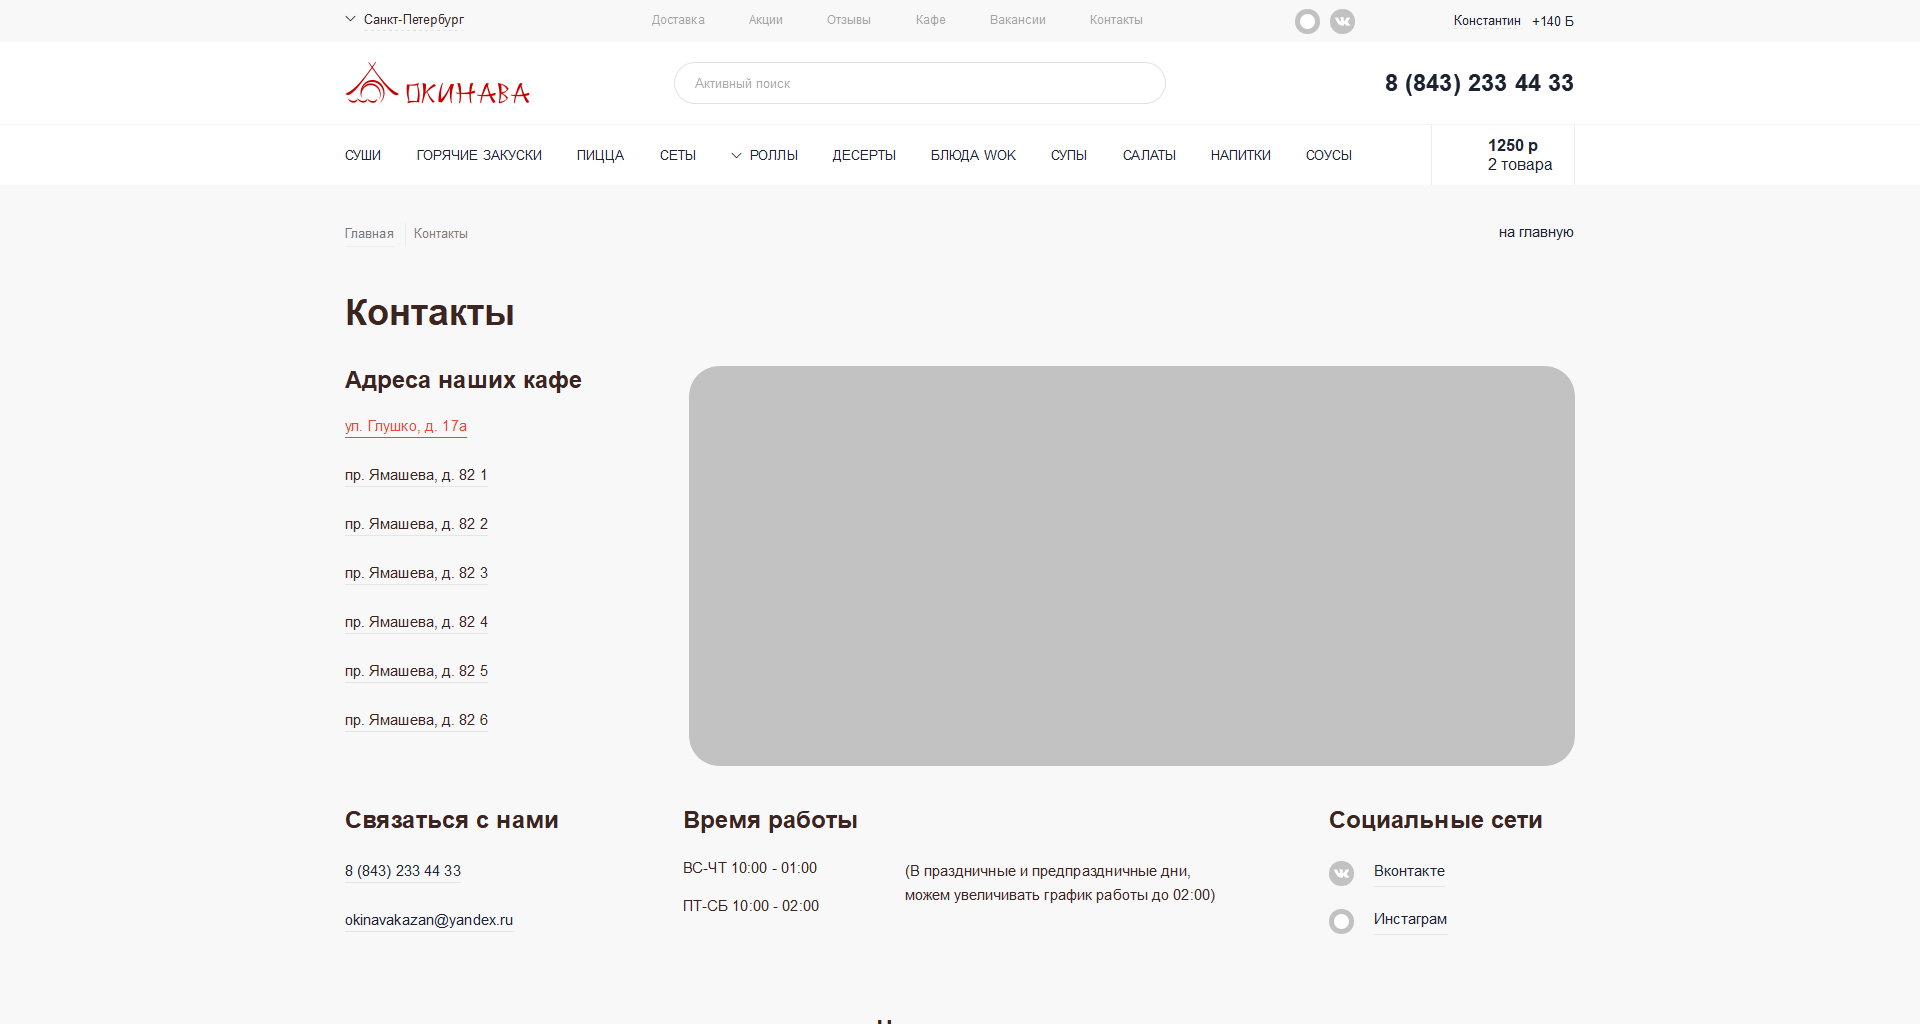 Санкт-Петербург
Доставка
Акции
Отзывы
Кафе
Вакансии
Контакты
Константин
+140 Б
ОКИНАВА
Активный поиск
8 (843) 233 44 33
СУШИ
ГОРЯЧИЕ ЗАКУСКИ
ПИЦЦА
СЕТЫ
РОЛЛЫ
ДЕСЕРТЫ
БЛЮДА WOK
СУПЫ
САЛАТЫ
НАПИТКИ
СОУСЫ
1250 р
2 товара
Главная
Контакты
на главную
Контакты
Адреса наших кафе
ул. Глушко, д. 17а
пр. Ямашева, д. 82 1
пр. Ямашева, д. 82 2
пр. Ямашева, д. 82 3
пр. Ямашева, д. 82 4
пр. Ямашева, д. 82 5
пр. Ямашева, д. 82 6
Связаться с нами
8 (843) 233 44 33
okinavakazan@yandex.ru
Время работы
ВС-ЧТ 10:00 - 01:00
ПТ-СБ 10:00 - 02:00
(В праздничные и предпраздничные дни,
можем увеличивать график работы до 02:00)
Социальные сети
Вконтакте
Инстаграм